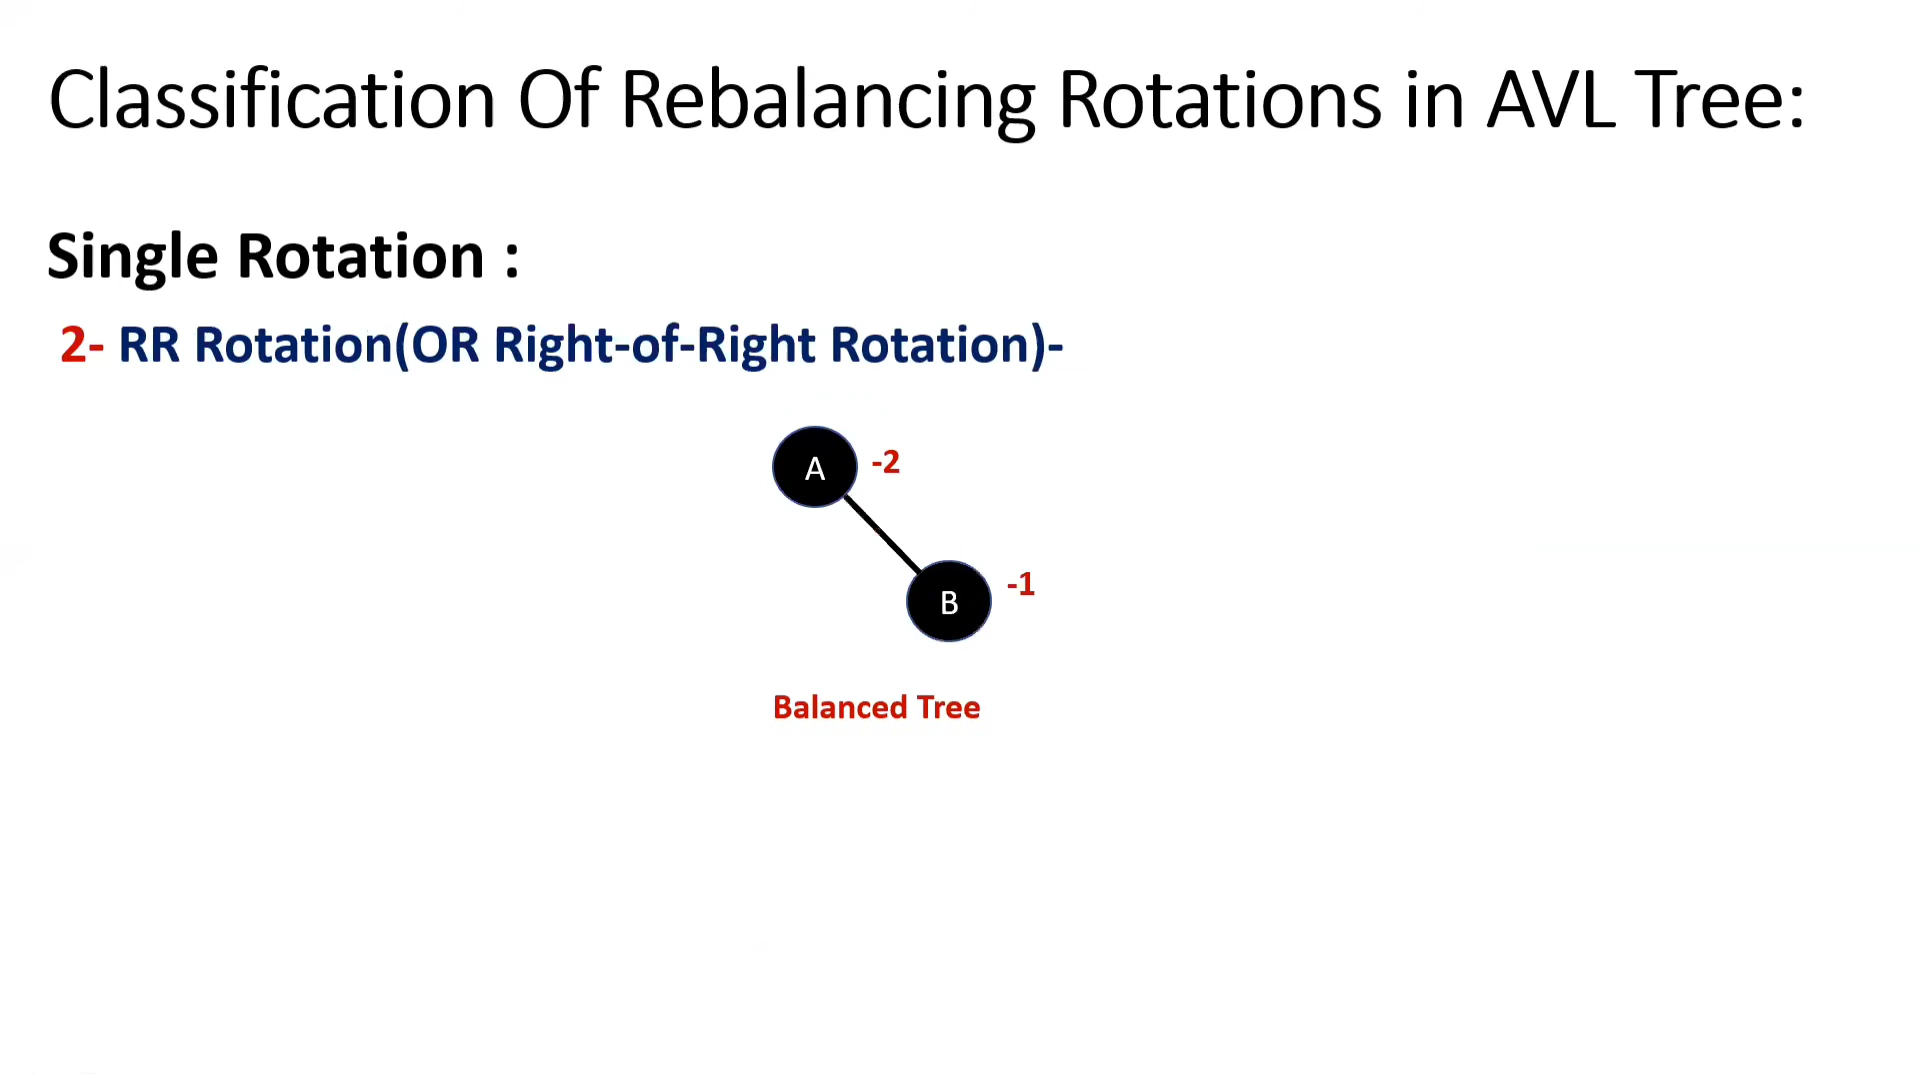 Classification Of Rebalancing Rotations in AVL Tree:
Single Rotation :
2- RR Rotation(OR Right-of-Right Rotation)-
A
-2
B
-1
Balanced Tree